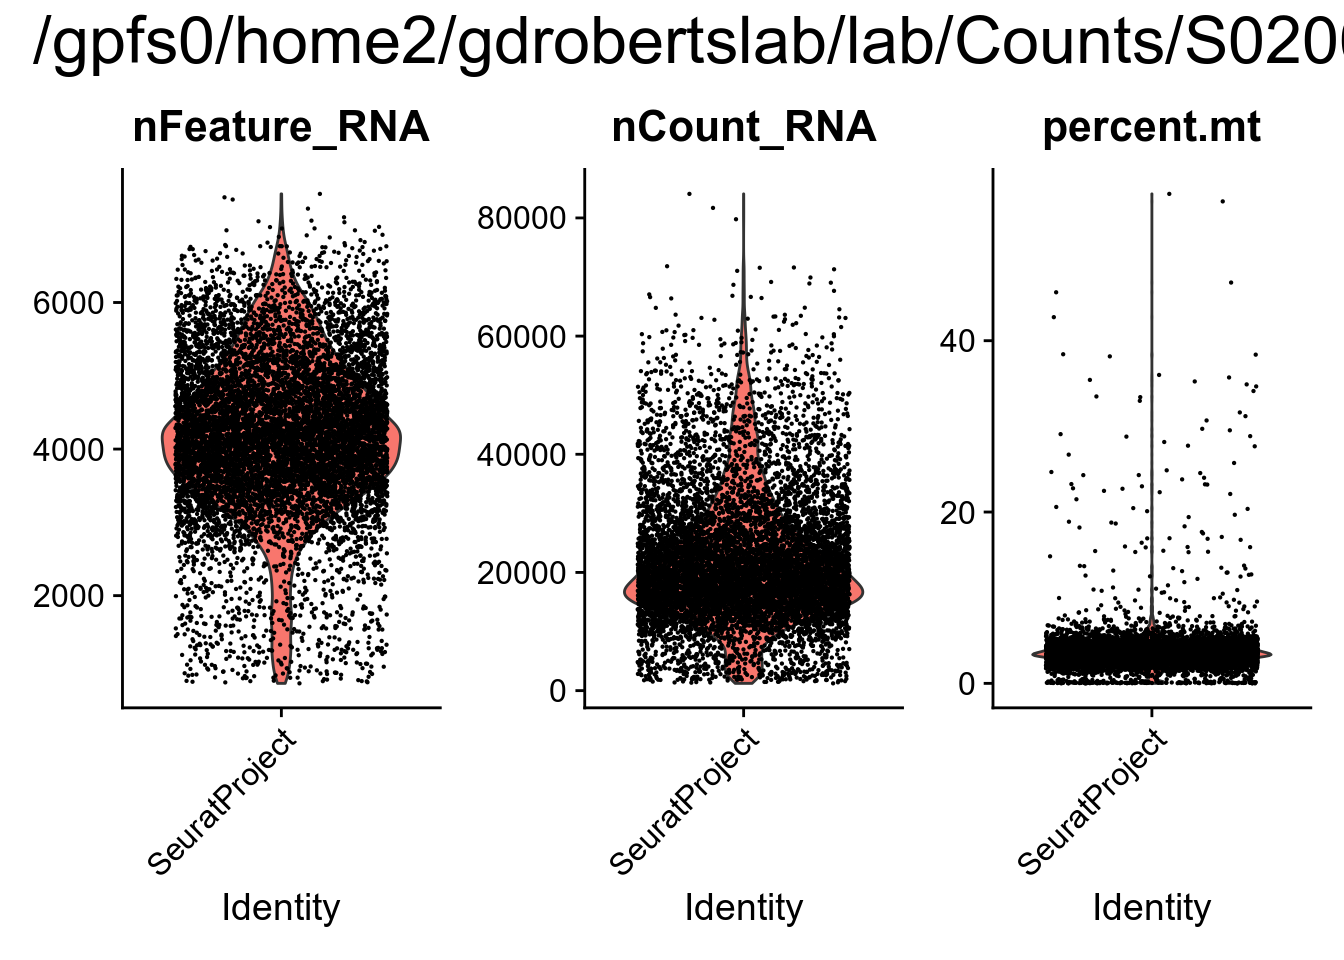 /gpfs0/home2/gdrobertslab/lab/Counts/S020
nFeature_RNA
nCount_RNA
percent.mt
6000
4000
2000
80000
60000
40000
20000
0
40
20
0
SeuratProject
SeuratProject
SeuratProject
Identity
Identity
Identity